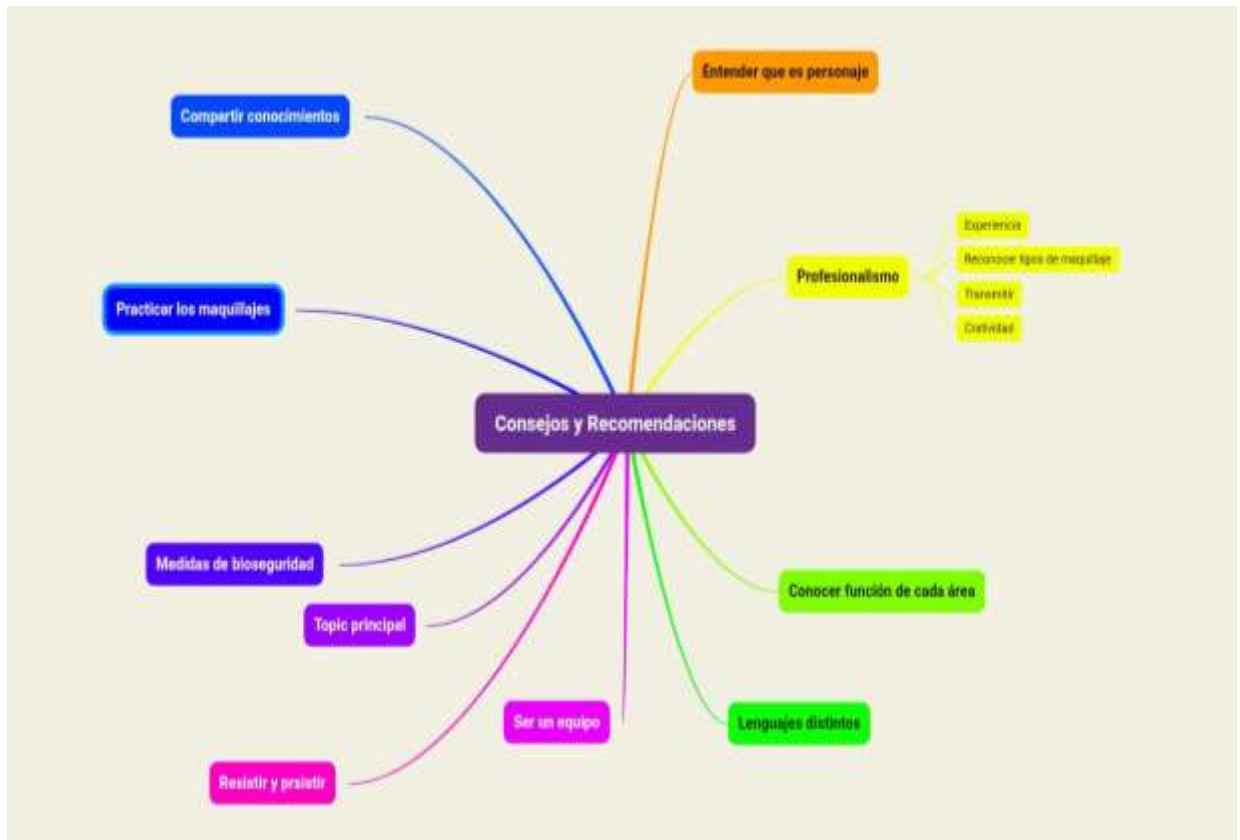 Entender que es personaje
Compartir conocimientos
Experiencia
Reconocer tipos de maquillaje
Profesionalismo
Transmitir
Cratividad
Practicar los maquillajes
Consejos y Recomendaciones
Medidas de bioseguridad
Conocer función de cada área
Topic principal
Ser un equipo
Lenguajes distintos
Resistir y prsistir